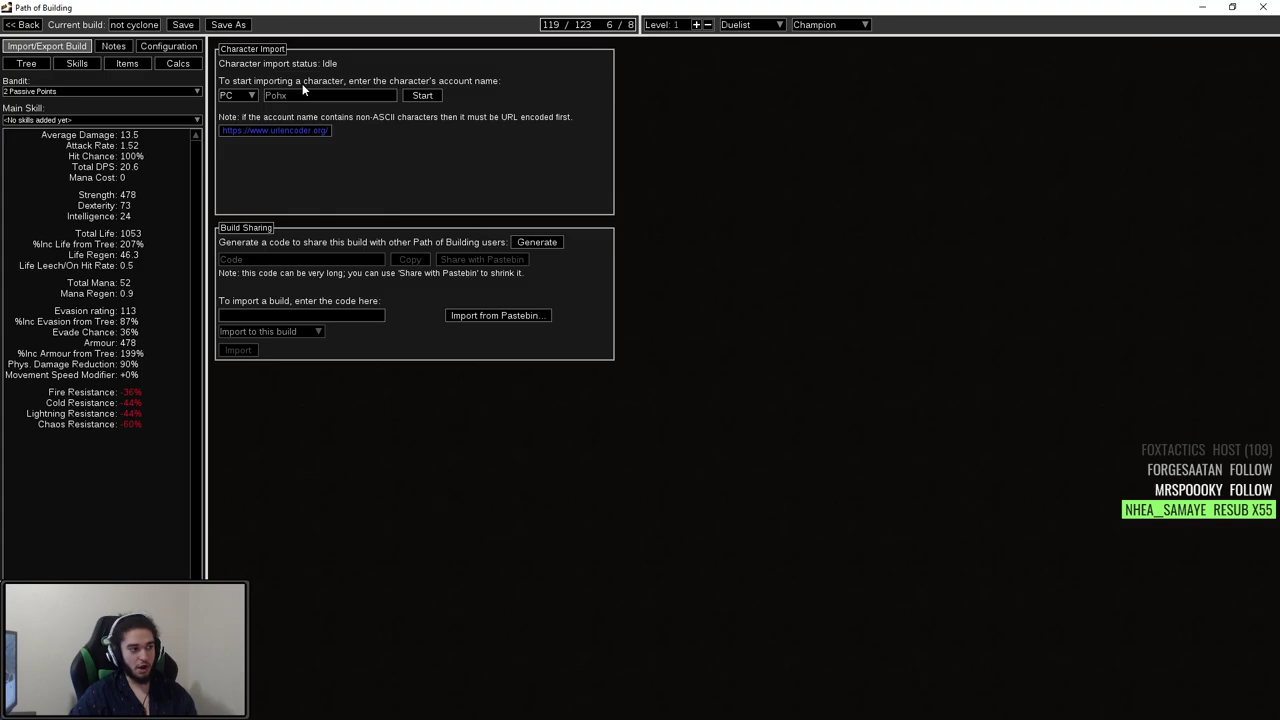 Path of Building
<< Back Current build: not cyclone Save Save As 119 / 123 6 / 8 Level: 1 + − Duelist Champion
Import/Export Build Notes Configuration
Tree Skills Items Calcs
Bandit:
2 Passive Points
Main Skill:
<No skills added yet>
Average Damage: 13.5
Attack Rate: 1.52
Hit Chance: 100%
Total DPS: 20.6
Mana Cost: 0
Strength: 478
Dexterity: 73
Intelligence: 24
Total Life: 1053
%Inc Life from Tree: 207%
Life Regen: 46.3
Life Leech/On Hit Rate: 0.5
Total Mana: 52
Mana Regen: 0.9
Evasion rating: 113
%Inc Evasion from Tree: 87%
Evade Chance: 36%
Armour: 478
%Inc Armour from Tree: 199%
Phys. Damage Reduction: 90%
Movement Speed Modifier: +0%
Fire Resistance: -36%
Cold Resistance: -44%
Lightning Resistance: -44%
Chaos Resistance: -60%
Character Import
Character import status: Idle
To start importing a character, enter the character's account name:
PC Pohx Start
Note: if the account name contains non-ASCII characters then it must be URL encoded first.
https://www.urlencoder.org/
Build Sharing
Generate a code to share this build with other Path of Building users: Generate
Code Copy Share with Pastebin
Note: this code can be very long; you can use 'Share with Pastebin' to shrink it.
To import a build, enter the code here:
Import from Pastebin...
Import to this build
Import
FOXTACTICS HOST (109)
FORGESAATAN FOLLOW
MRSPOOOKY FOLLOW
NHEA__SAMAYE RESUB X55